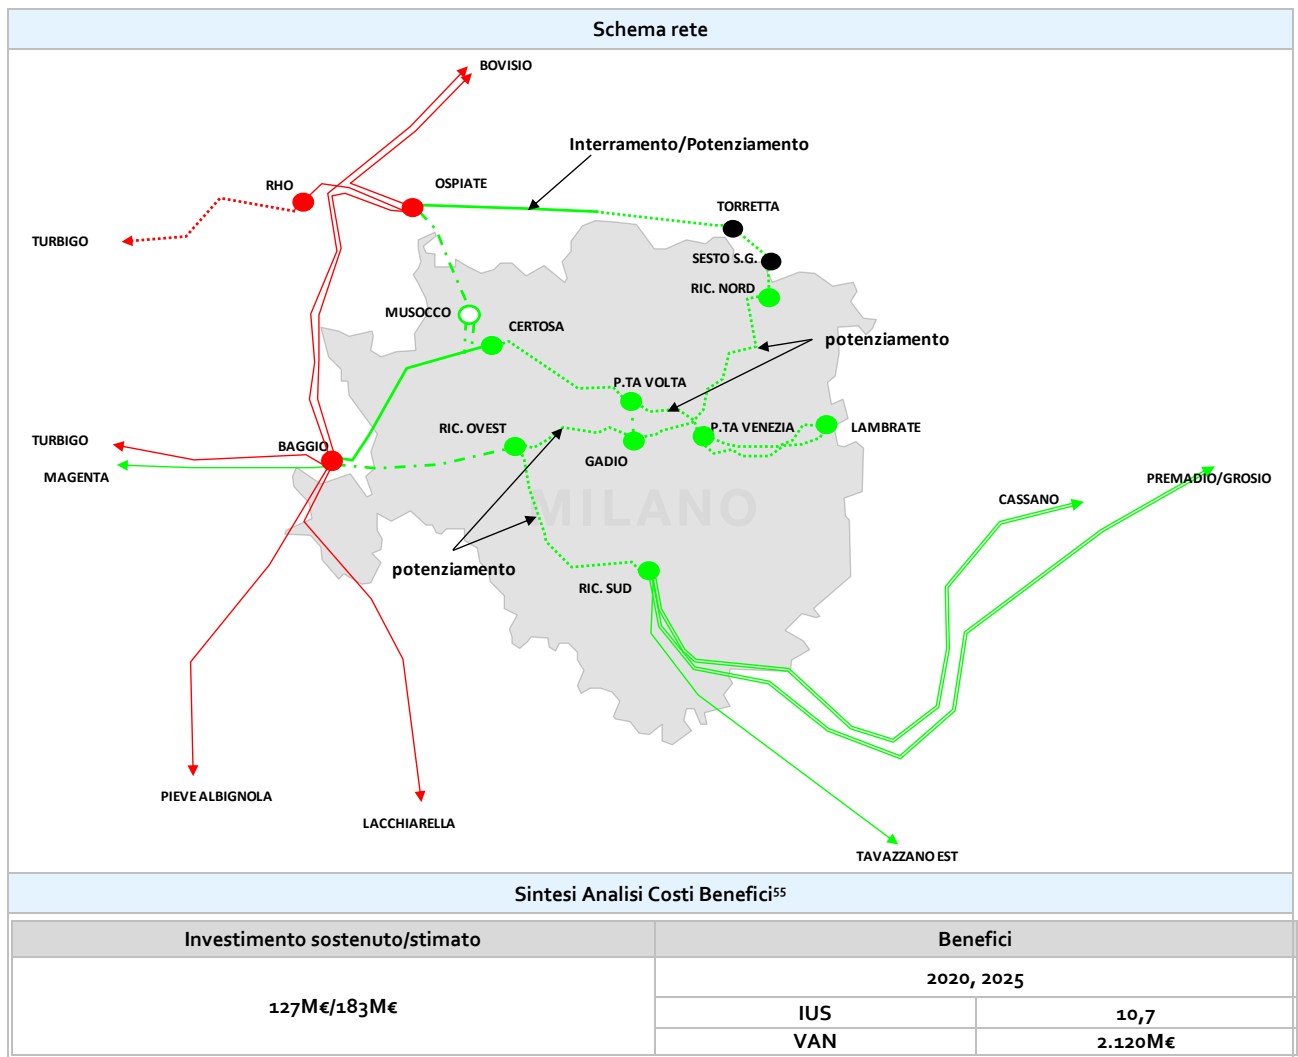 Schema rete
BOVISIO
Interramento/Potenziamento
RHO
OSPIATE
TORRETTA
TURBIGO
SESTO S.G.
RIC. NORD
MUSOCCO
CERTOSA
potenziamento
P.TA VOLTA
RIC. OVEST
P.TA VENEZIA
LAMBRATE
TURBIGO
BAGGIO
GADIO
MAGENTA
PREMADIO/GROSIO
CASSANO
MILANO
potenziamento
RIC. SUD
PIEVE ALBIGNOLA
LACCHIARELLA
TAVAZZANO EST
Sintesi Analisi Costi Benefici55
Investimento sostenuto/stimato
Benefici
2020, 2025
127M€/183M€
IUS
10,7
VAN
2.120M€